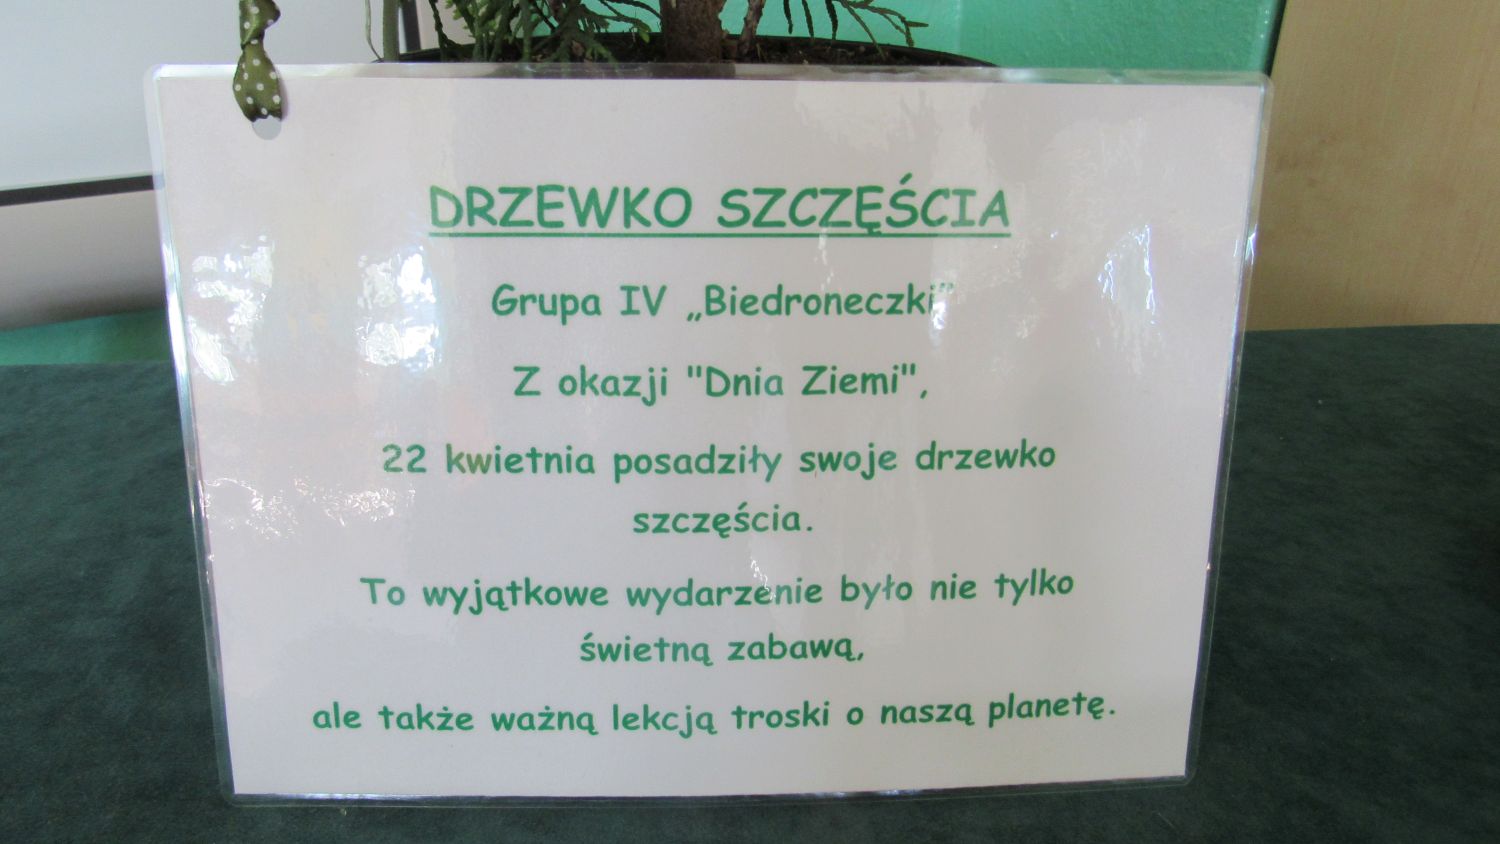 DRZEWKO SZCZĘŚCIA
Grupa IV „Biedroneczki"
Z okazji "Dnia Ziemi",
22 kwietnia posadziły swoje drzewko
szczęścia.
To wyjątkowe wydarzenie było nie tylko
świetną zabawą,
ale także ważną lekcją troski o naszą planetę.